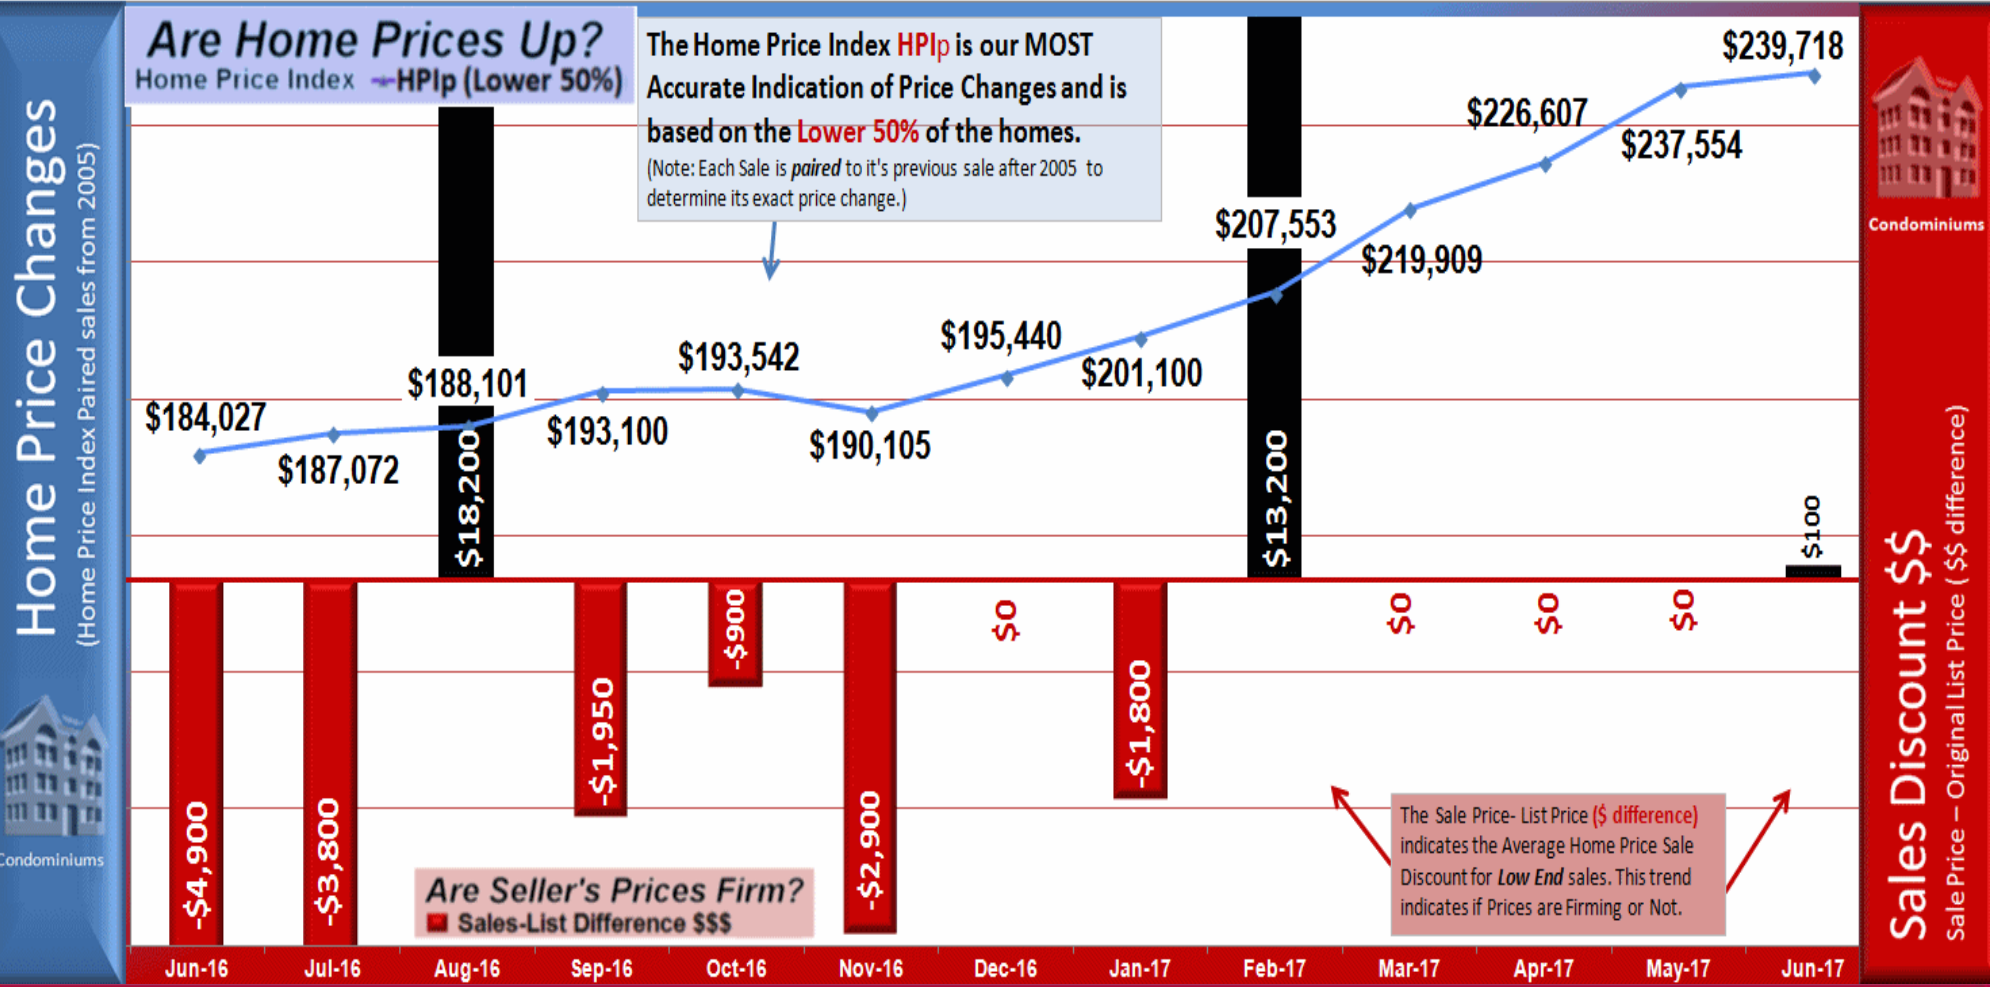 Are Home Prices Up?
Home Price Index HPIp (Lower 50%)
The Home Price Index HPIp is our MOST
Accurate Indication of Price Changes and is
based on the Lower 50% of the homes.
(Note: Each Sale is paired to it's previous sale after 2005 to
determine its exact price change.)
Home Price Changes
(Home Price Index Paired sales from 2005)
Condominiums
Condominiums
Sales Discount $$
Sale Price – Original List Price ( $$ difference)
$184,027
$187,072
$188,101
$193,100
$193,542
$190,105
$195,440
$201,100
$207,553
$219,909
$226,607
$237,554
$239,718
-$4,900
-$3,800
$18,200
-$1,950
-$900
-$2,900
$0
-$1,800
$13,200
$0
$0
$0
$100
Are Seller's Prices Firm?
Sales-List Difference $$$
The Sale Price- List Price ($ difference)
indicates the Average Home Price Sale
Discount for Low End sales. This trend
indicates if Prices are Firming or Not.
Jun-16 Jul-16 Aug-16 Sep-16 Oct-16 Nov-16 Dec-16 Jan-17 Feb-17 Mar-17 Apr-17 May-17 Jun-17